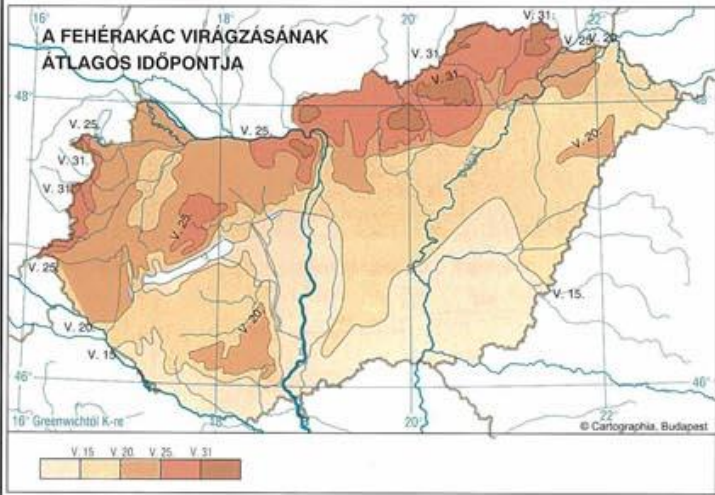 A FEHÉRAKÁC VIRÁGZÁSÁNAK
ÁTLAGOS IDŐPONTJA
16°
18°
20
22°
V. 31.
V. 25.
V. 20.
V. 31.
V. 31
48°
48°
V. 25.
V. 25.
V. 31.
V. 31.
V. 20.
V. 25.
V. 25.
V. 15.
V. 20.
V. 20.
V. 15
46°
46°
16° Greenwichtől K-re
18
20
22
© Cartographia, Budapest
V. 15 V. 20. V. 25. V. 31